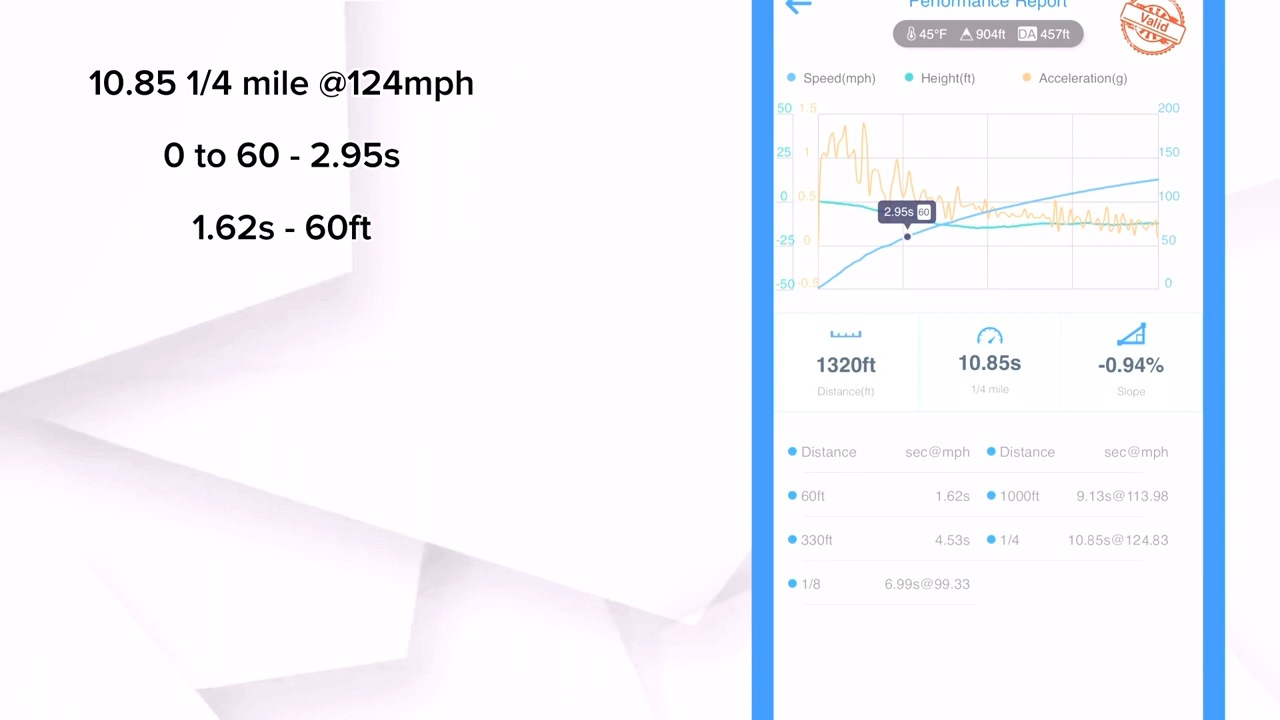 10.85 1/4 mile @124mph
0 to 60 - 2.95s
1.62s - 60ft
Performance Report
Valid
45°F 904ft DA 457ft
Speed(mph) Height(ft) Acceleration(g)
50 1.5 200
25 1 150
0 0.5 100
2.95s 60
-25 0 50
-50 -0.5 0
1320ft 10.85s -0.94%
Distance(ft) 1/4 mile Slope
Distance sec@mph Distance sec@mph
60ft 1.62s 1000ft 9.13s@113.98
330ft 4.53s 1/4 10.85s@124.83
1/8 6.99s@99.33